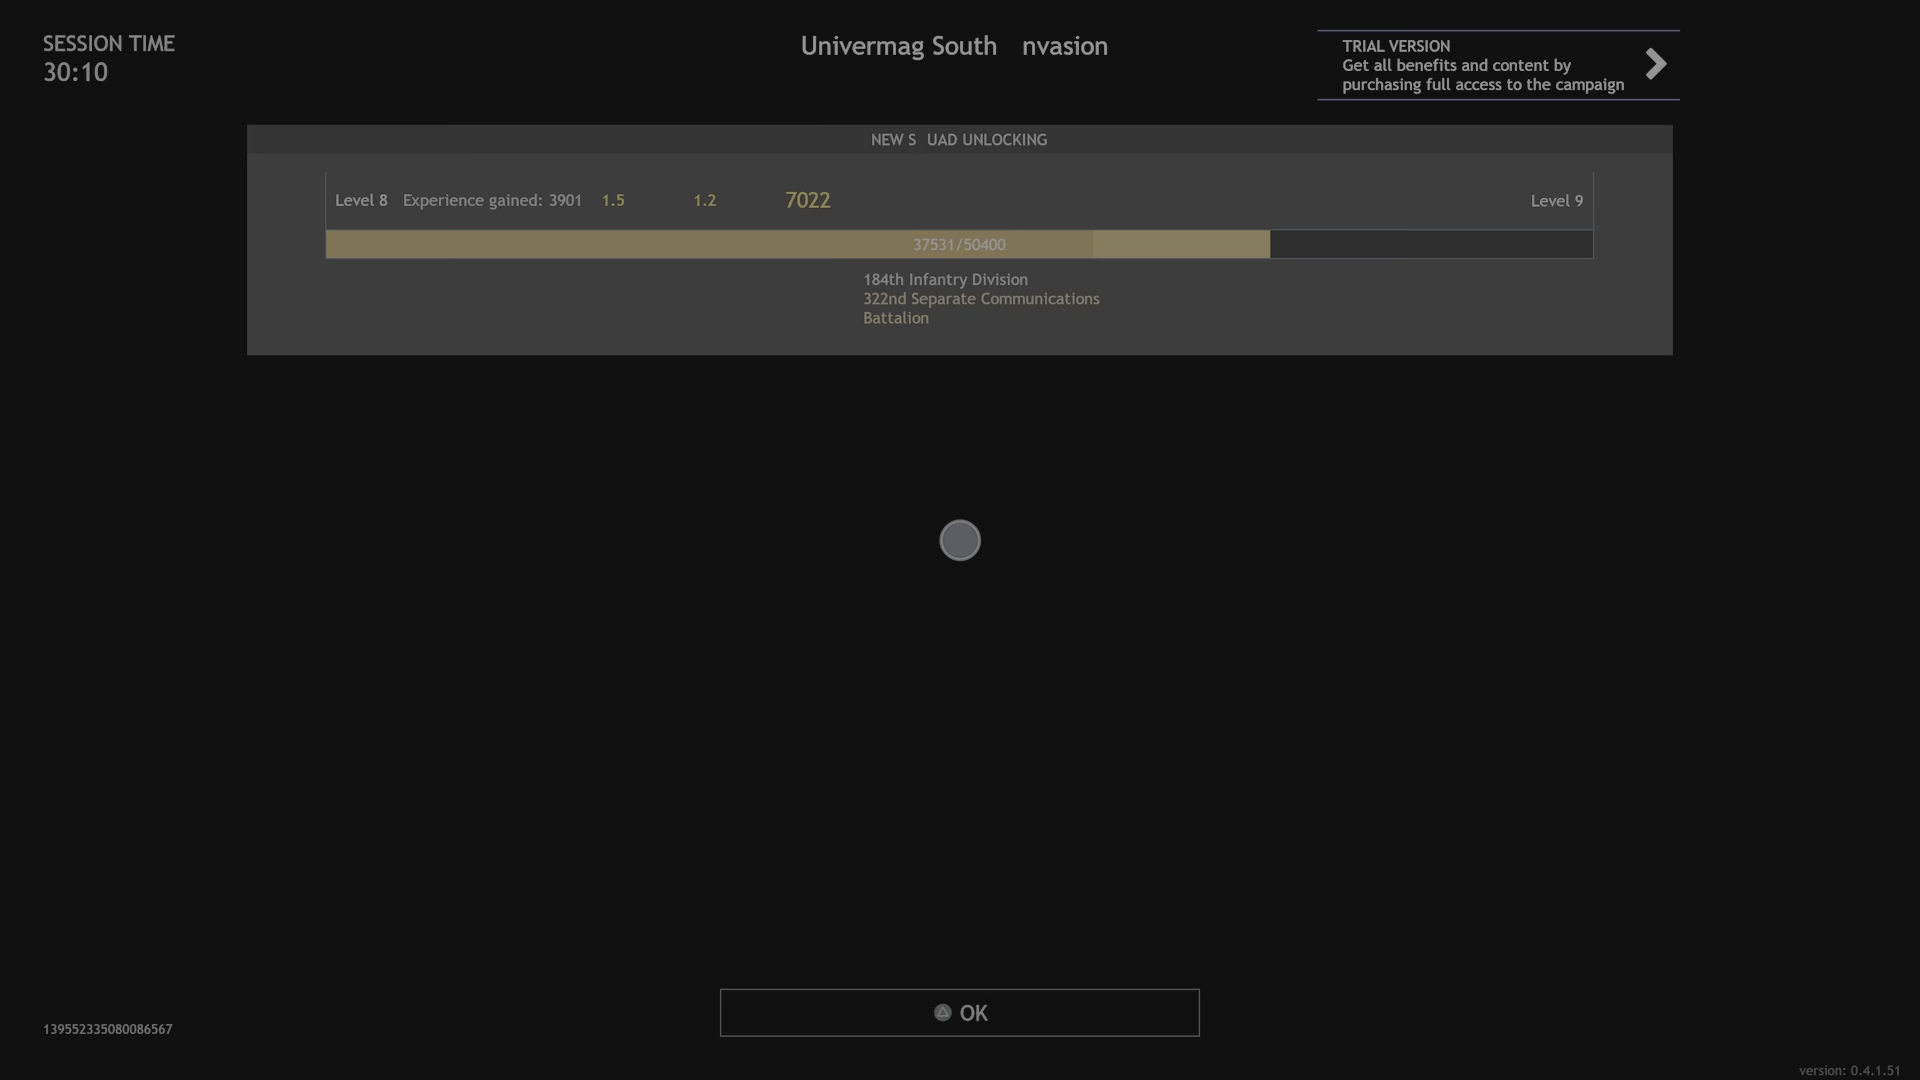 SESSION TIME
30:10
Univermag South nvasion
TRIAL VERSION
Get all benefits and content by
purchasing full access to the campaign
NEW S UAD UNLOCKING
Level 8 Experience gained: 3901 1.5 1.2 7022 Level 9
37531/50400
184th Infantry Division
322nd Separate Communications
Battalion
OK
139552335080086567
version: 0.4.1.51